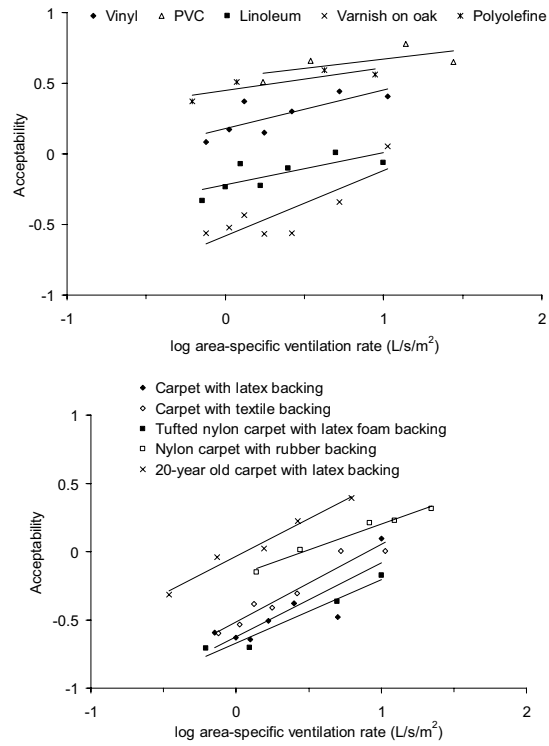 Vinyl PVC Linoleum Varnish on oak Polyolefine
1
0.5
0
-0.5
-1
Acceptability
-1 0 1 2
log area-specific ventilation rate (L/s/m²)
Carpet with latex backing
Carpet with textile backing
Tufted nylon carpet with latex foam backing
Nylon carpet with rubber backing
20-year old carpet with latex backing
1
0.5
0
-0.5
-1
Acceptability
-1 0 1 2
log area-specific ventilation rate (L/s/m²)